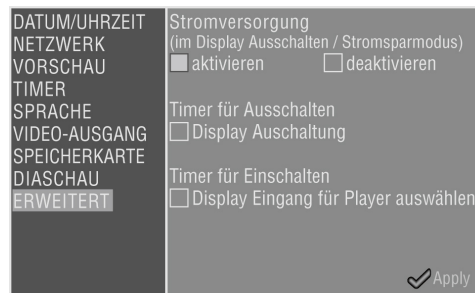 DATUM/UHRZEIT
NETZWERK
VORSCHAU
TIMER
SPRACHE
VIDEO-AUSGANG
SPEICHERKARTE
DIASCHAU
ERWEITERT
Stromversorgung
(im Display Ausschalten / Stromsparmodus)
aktivieren deaktivieren
Timer für Ausschalten
Display Auschaltung
Timer für Einschalten
Display Eingang für Player auswählen
Apply